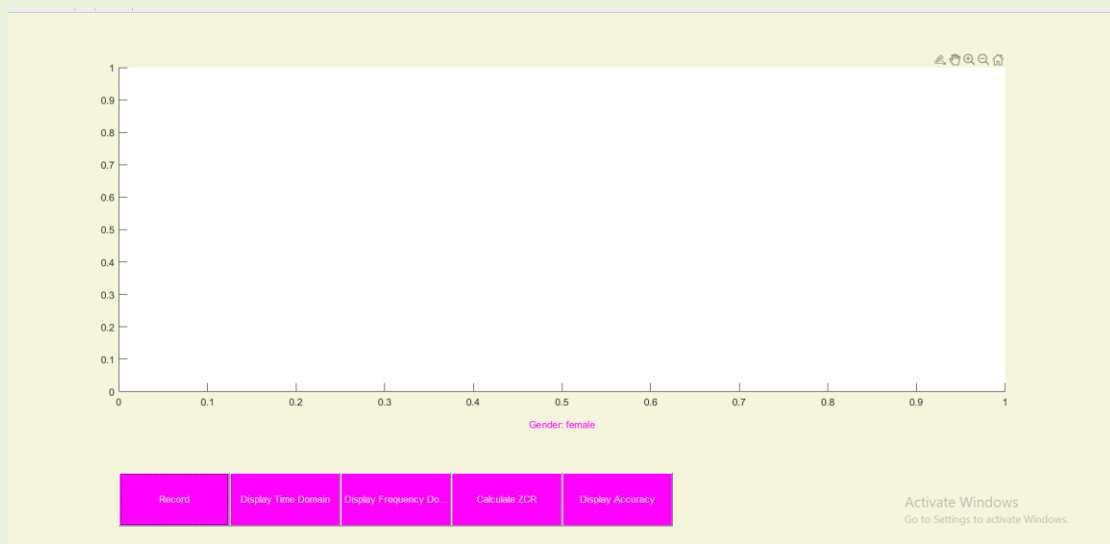 1
0.9
0.8
0.7
0.6
0.5
0.4
0.3
0.2
0.1
0
0 0.1 0.2 0.3 0.4 0.5 0.6 0.7 0.8 0.9 1
Gender: female
Record Display Time Domain Display Frequency Do... Calculate ZCR Display Accuracy
Activate Windows
Go to Settings to activate Windows.